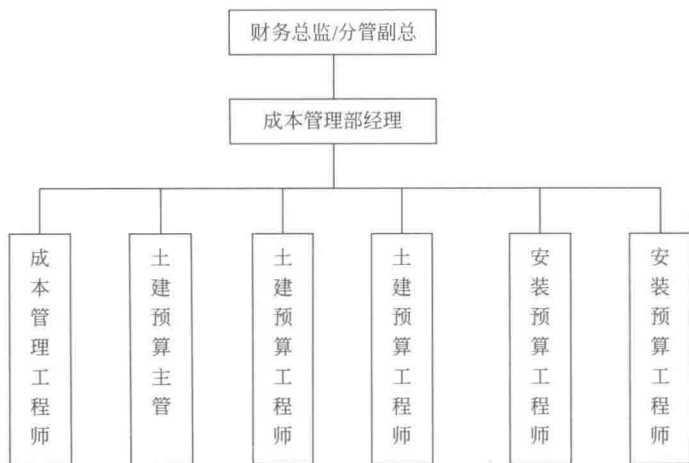 财务总监/分管副总
成本管理部经理
成本管理工程师
土建预算主管
土建预算工程师
土建预算工程师
安装预算工程师
安装预算工程师